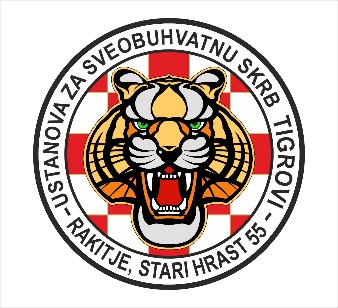 USTANOVA ZA SVEOBUHVATNU SKRB TIGROVI
- RAKITJE, STARI HRAST 55 -